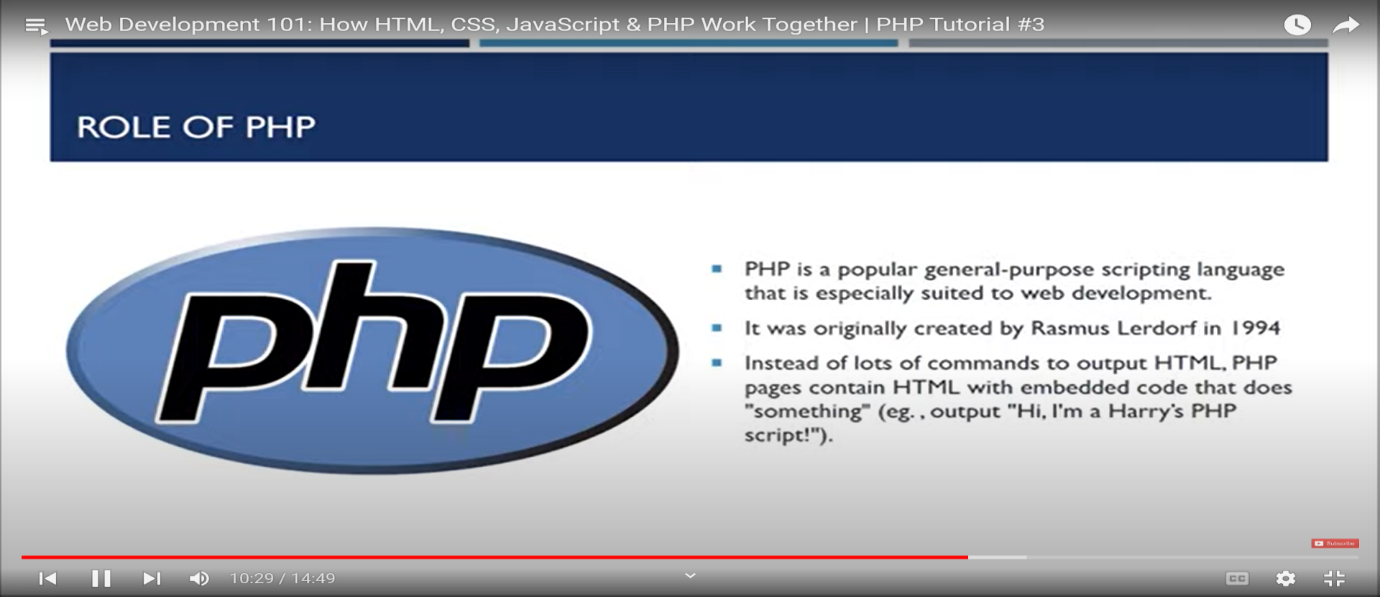 Web Development 101: How HTML, CSS, JavaScript & PHP Work Together | PHP Tutorial #3
ROLE OF PHP
php
PHP is a popular general-purpose scripting language
that is especially suited to web development.
It was originally created by Rasmus Lerdorf in 1994
Instead of lots of commands to output HTML, PHP
pages contain HTML with embedded code that does
"something" (eg. , output "Hi, I'm a Harry's PHP
script!").
Subscribe
10:29 / 14:49
CC